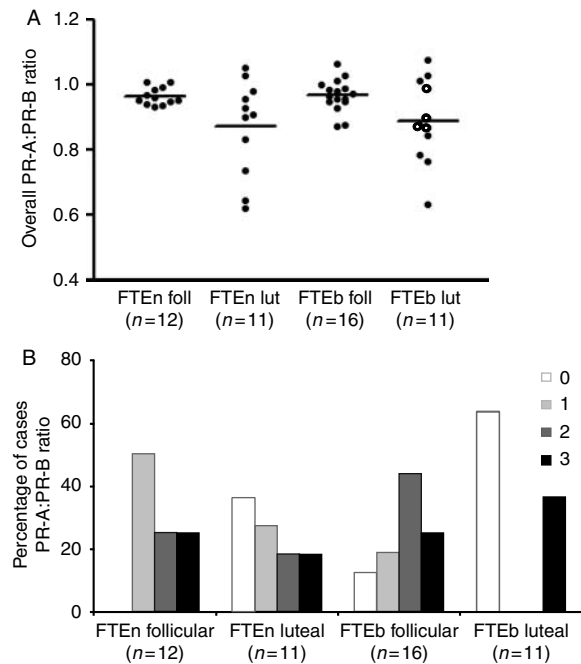 A
Overall PR-A:PR-B ratio
1.2
1.0
0.8
0.6
0.4
FTEn foll
(n=12)
FTEn lut
(n=11)
FTEb foll
(n=16)
FTEb lut
(n=11)
B
Percentage of cases
PR-A:PR-B ratio
80
60
40
20
0
0
1
2
3
FTEn follicular
(n=12)
FTEn luteal
(n=11)
FTEb follicular
(n=16)
FTEb luteal
(n=11)